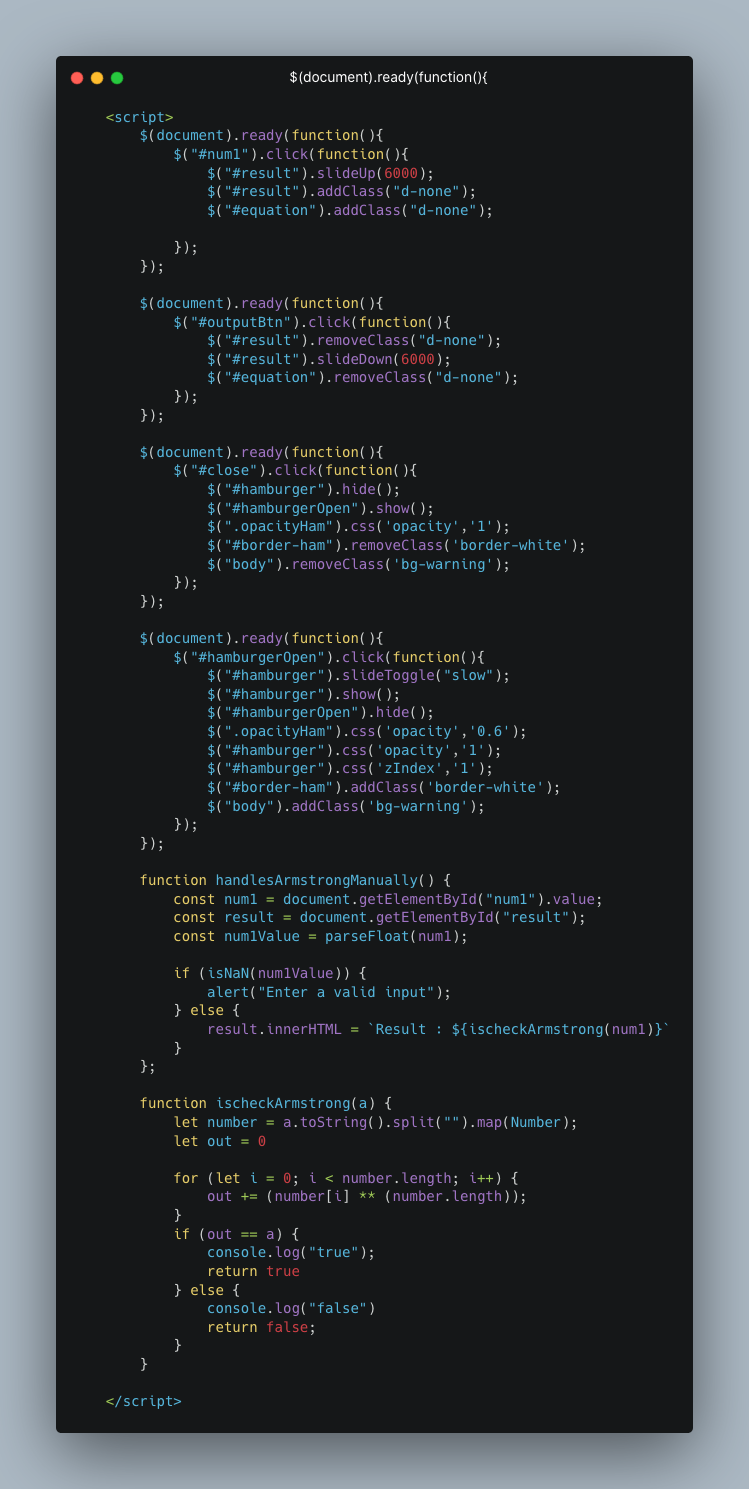 $(document).ready(function(){
<script>
    $(document).ready(function(){
        $("#num1").click(function(){
            $("#result").slideUp(6000);
            $("#result").addClass("d-none");
            $("#equation").addClass("d-none");

        });
    });

    $(document).ready(function(){
        $("#outputBtn").click(function(){
            $("#result").removeClass("d-none");
            $("#result").slideDown(6000);
            $("#equation").removeClass("d-none");
        });
    });

    $(document).ready(function(){
        $("#close").click(function(){
            $("#hamburger").hide();
            $("#hamburgerOpen").show();
            $(".opacityHam").css('opacity','1');
            $("#border-ham").removeClass('border-white');
            $("body").removeClass('bg-warning');
        });
    });

    $(document).ready(function(){
        $("#hamburgerOpen").click(function(){
            $("#hamburger").slideToggle("slow");
            $("#hamburger").show();
            $("#hamburgerOpen").hide();
            $(".opacityHam").css('opacity','0.6');
            $("#hamburger").css('opacity','1');
            $("#hamburger").css('zIndex','1');
            $("#border-ham").addClass('border-white');
            $("body").addClass('bg-warning');
        });
    });

    function handlesArmstrongManually() {
        const num1 = document.getElementById("num1").value;
        const result = document.getElementById("result");
        const num1Value = parseFloat(num1);

        if (isNaN(num1Value)) {
            alert("Enter a valid input");
        } else {
            result.innerHTML = `Result : ${ischeckArmstrong(num1)}`
        }
    };

    function ischeckArmstrong(a) {
        let number = a.toString().split("").map(Number);
        let out = 0

        for (let i = 0; i < number.length; i++) {
            out += (number[i] ** (number.length));
        }
        if (out == a) {
            console.log("true");
            return true
        } else {
            console.log("false")
            return false;
        }
    }

</script>